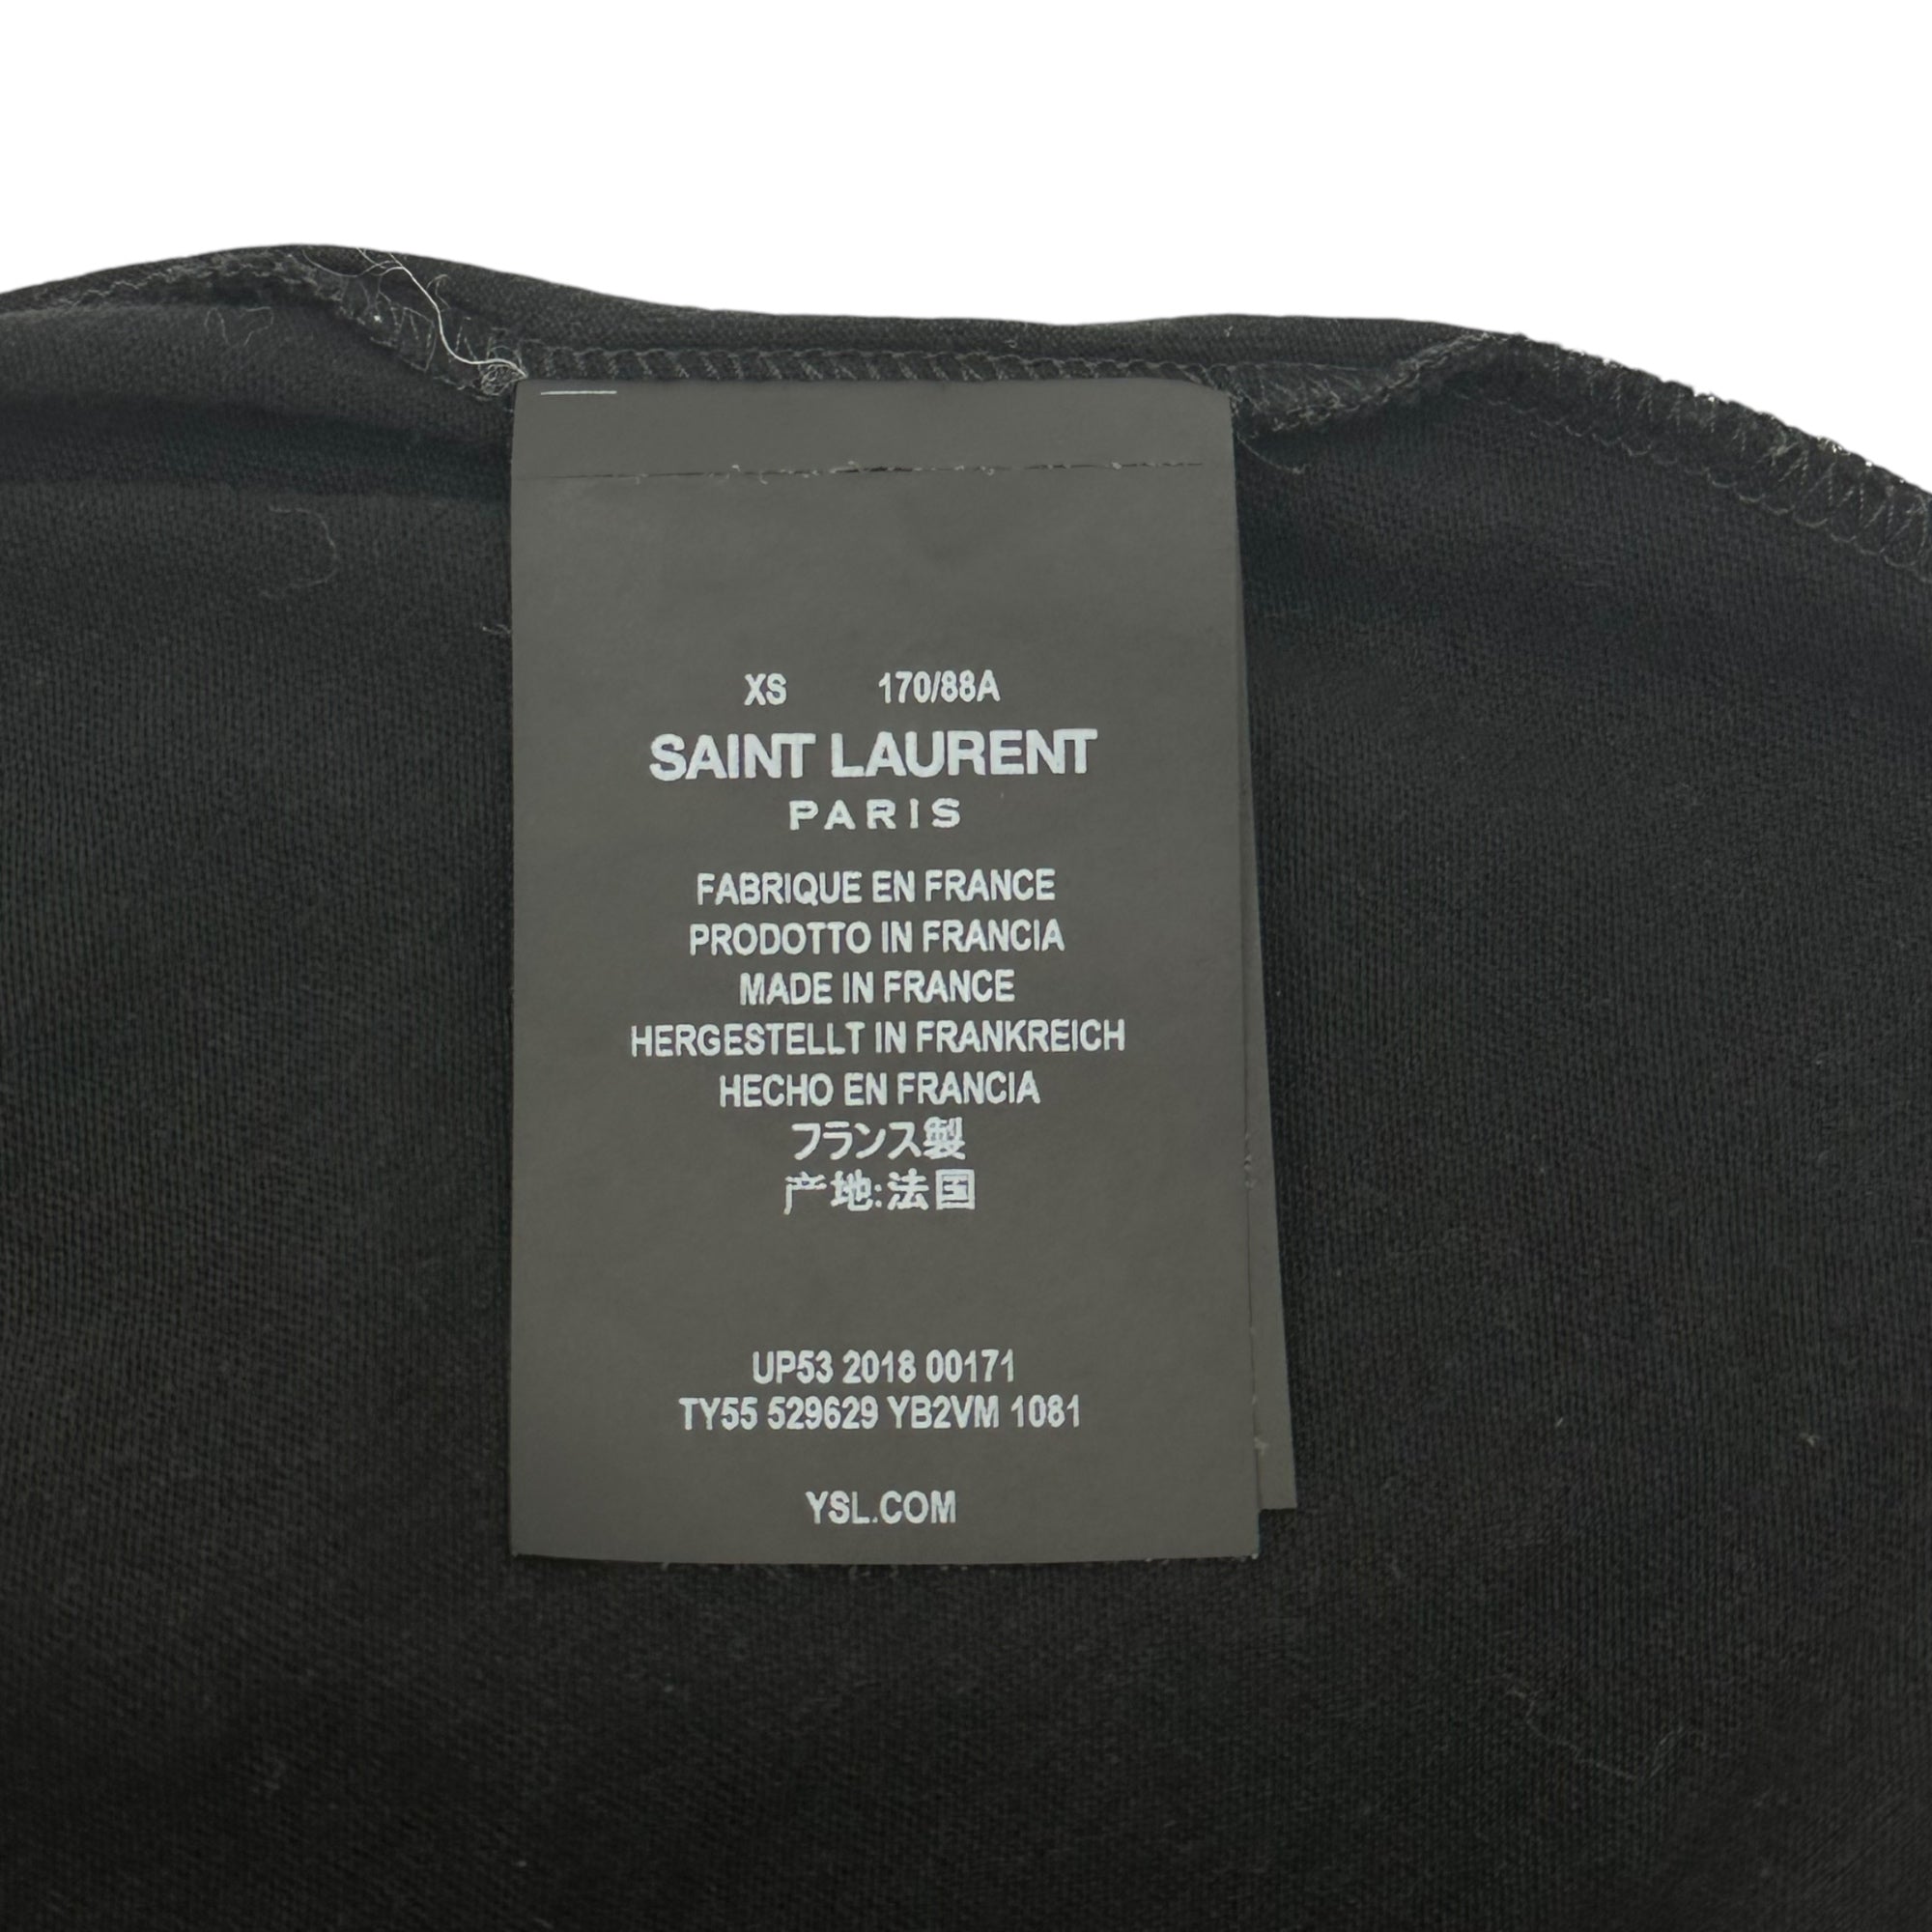 XS 170/88A
SAINT LAURENT
PARIS
FABRIQUE EN FRANCE
PRODOTTO IN FRANCIA
MADE IN FRANCE
HERGESTELLT IN FRANKREICH
HECHO EN FRANCIA
フランス製
产地:法国
UP53 2018 00171
TY55 529629 YB2VM 1081
YSL.COM